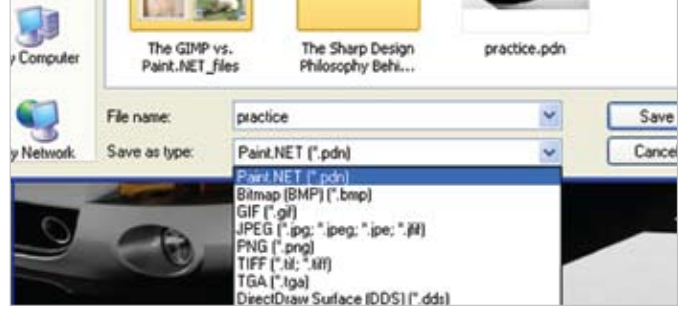 The GIMP vs.
Paint.NET_files
The Sharp Design
Philosophy Behi...
practice.pdn
y Computer
File name:
practice
Save
y Network
Save as type:
Paint.NET (*.pdn)
Cancel
Paint.NET (*.pdn)
Bitmap (BMP) (*.bmp)
GIF (*.gif)
JPEG (*.jpg; *.jpeg; *.jpe; *.jfif)
PNG (*.png)
TIFF (*.tif; *.tiff)
TGA (*.tga)
DirectDraw Surface (DDS) (*.dds)